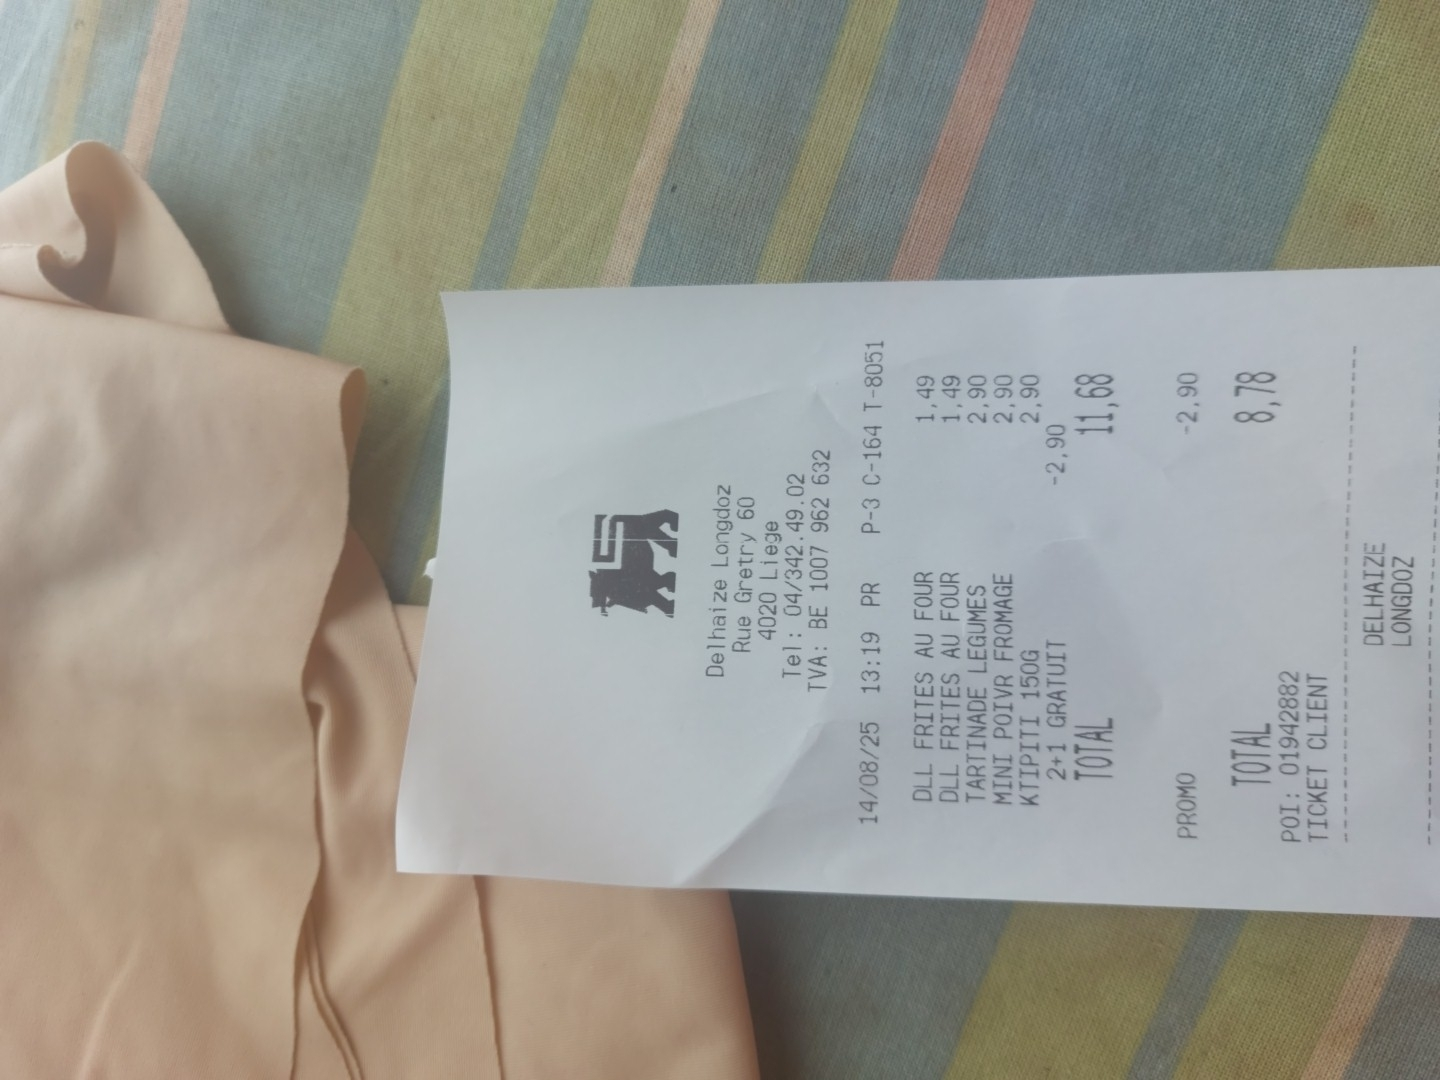 Delhaize Longdoz
Rue Gretry 60
4020 Liege
Tel: 04/342.49.02
TVA: BE 1007 962 632
14/08/25 13:19 PR P-3 C-164 T-8051
DLL FRITES AU FOUR 1,49
DLL FRITES AU FOUR 1,49
TARTINADE LEGUMES 2,90
MINI POIVR FROMAGE 2,90
KTIPITI 150G 2,90
2+1 GRATUIT -2,90
TOTAL 11,68
PROMO -2,90
TOTAL 8,78
POI: 01942882
TICKET CLIENT
DELHAIZE
LONGDOZ